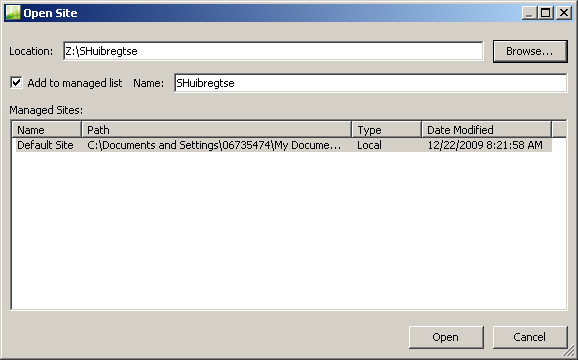 Open Site
Location: Z:\SHuibregtse Browse...
Add to managed list Name: SHuibregtse
Managed Sites:
Name Path Type Date Modified
Default Site C:\Documents and Settings\06735474\My Docume... Local 12/22/2009 8:21:58 AM
Open Cancel